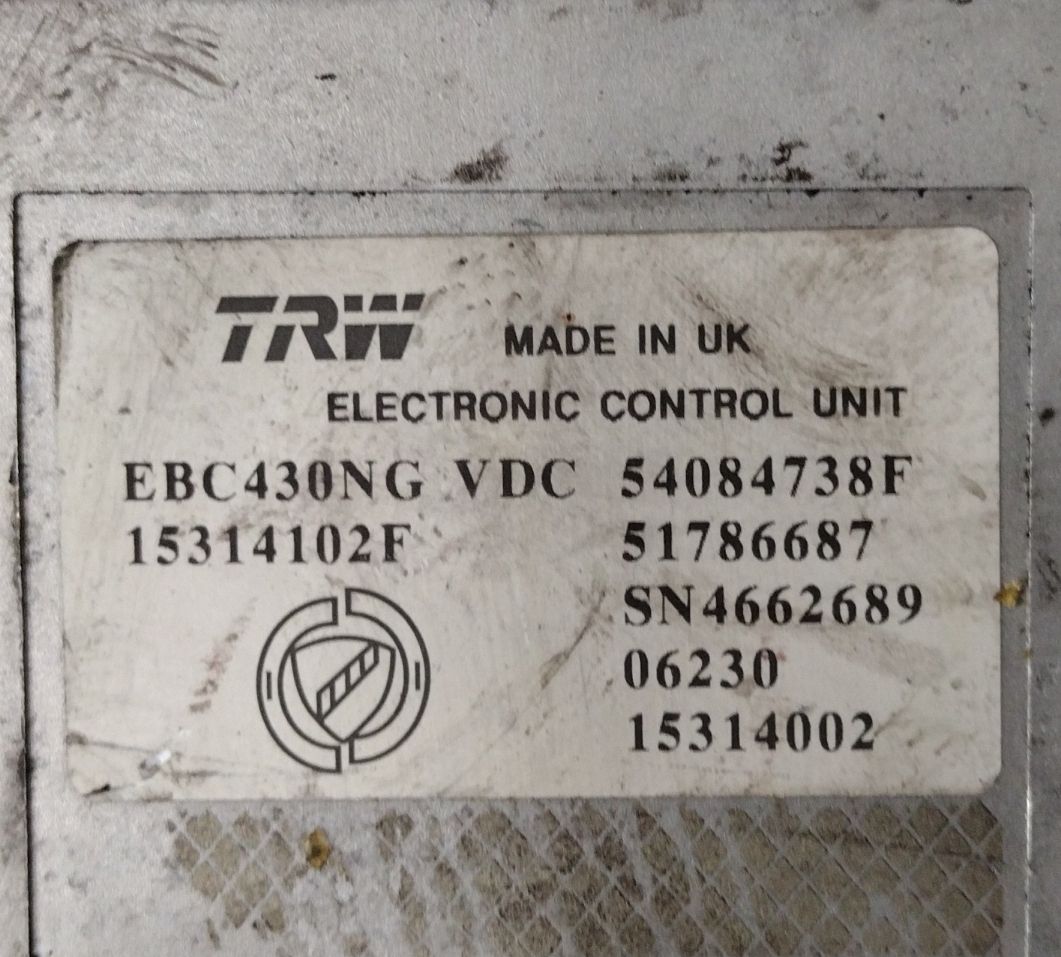 TRW MADE IN UK
ELECTRONIC CONTROL UNIT
EBC430NG VDC 54084738F
15314102F 51786687
SN4662689
06230
15314002